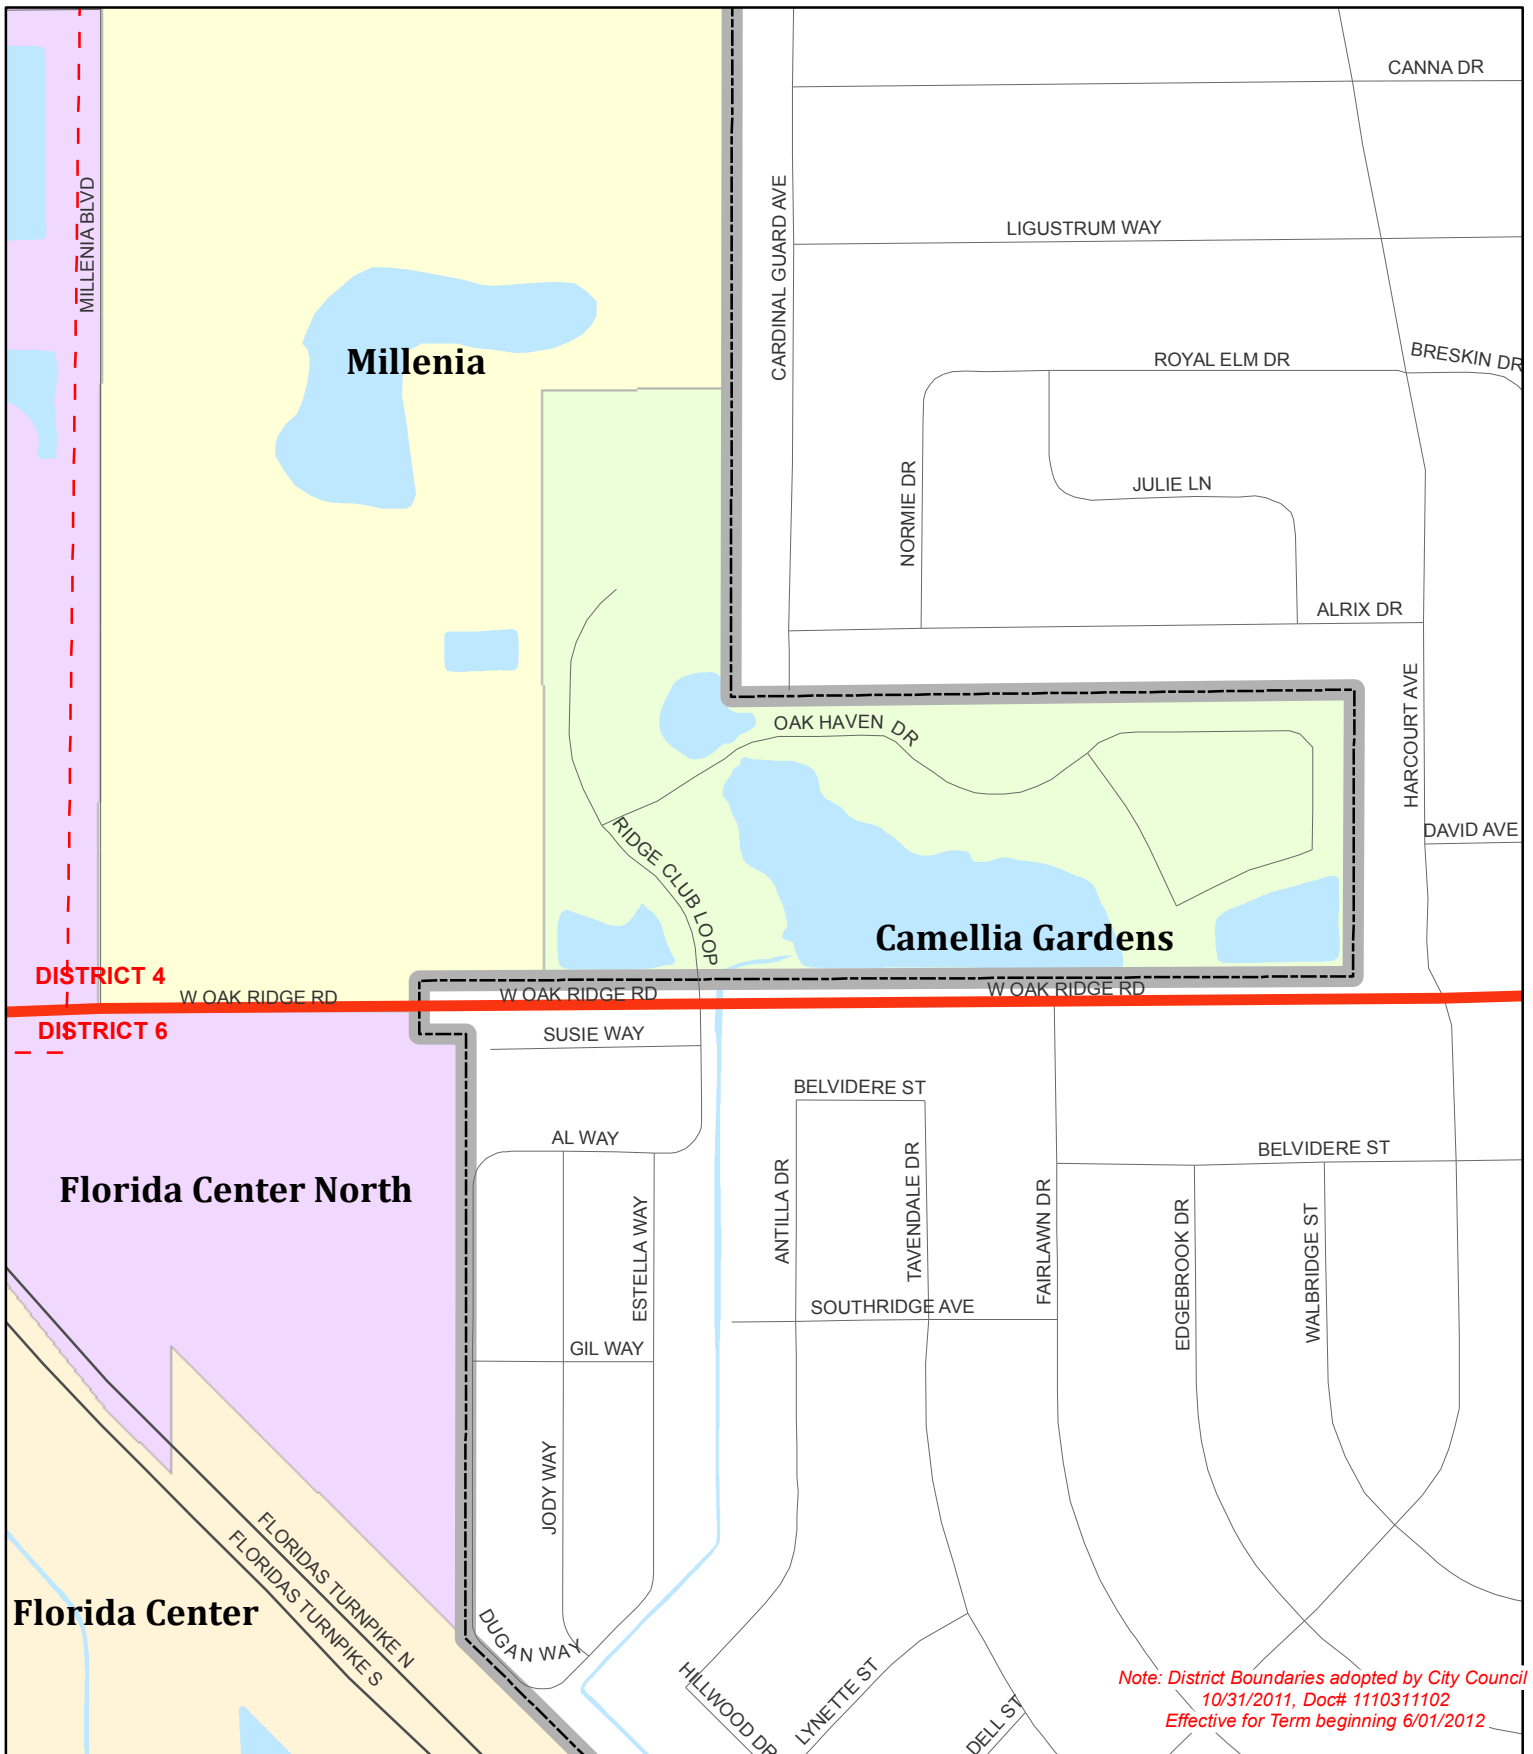 CANNA DR
MILLENIA BLVD
CARDINAL GUARD AVE
LIGUSTRUM WAY
Millenia
ROYAL ELM DR
BRESKIN DR
NORMIE DR
JULIE LN
ALRIX DR
HARCOURT AVE
OAK HAVEN DR
RIDGE CLUB LOOP
DAVID AVE
Camellia Gardens
DISTRICT 4
W OAK RIDGE RD
W OAK RIDGE RD
W OAK RIDGE RD
DISTRICT 6
SUSIE WAY
BELVIDERE ST
AL WAY
BELVIDERE ST
ANTILLA DR
TAVENDALE DR
FAIRLAWN DR
Florida Center North
ESTELLA WAY
EDGEBROOK DR
WALBRIDGE ST
SOUTHRIDGE AVE
GIL WAY
JODY WAY
FLORIDAS TURNPIKE N
FLORIDAS TURNPIKE S
Florida Center
DUGAN WAY
HILLWOOD DR
LYNETTE ST
DELL ST
Note: District Boundaries adopted by City Council
10/31/2011, Doc# 1110311102
Effective for Term beginning 6/01/2012